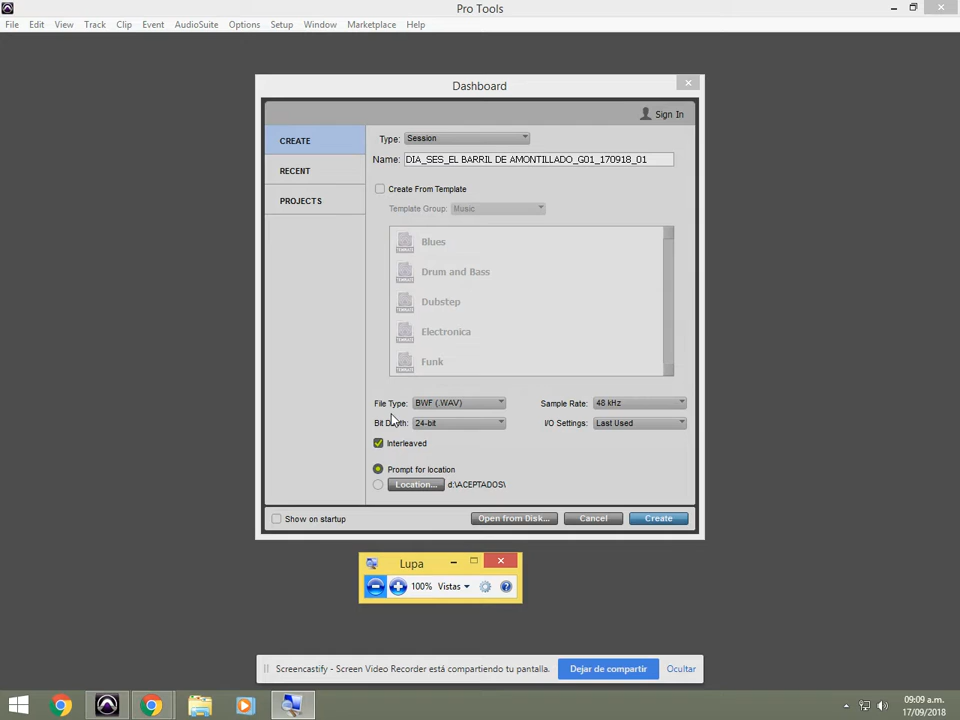 Pro Tools
File Edit View Track Clip Event AudioSuite Options Setup Window Marketplace Help
Dashboard
Sign In
CREATE
RECENT
PROJECTS
Type: Session
Name: DIA_SES_EL BARRIL DE AMONTILLADO_G01_170918_01
Create From Template
Template Group: Music
Blues
Drum and Bass
Dubstep
Electronica
Funk
File Type: BWF (.WAV) Sample Rate: 48 kHz
Bit Depth: 24-bit I/O Settings: Last Used
Interleaved
Prompt for location
Location... d:\ACEPTADOS\
Show on startup Open from Disk... Cancel Create
Lupa
100% Vistas
Screencastify - Screen Video Recorder está compartiendo tu pantalla. Dejar de compartir Ocultar
09:09 a.m.
17/09/2018